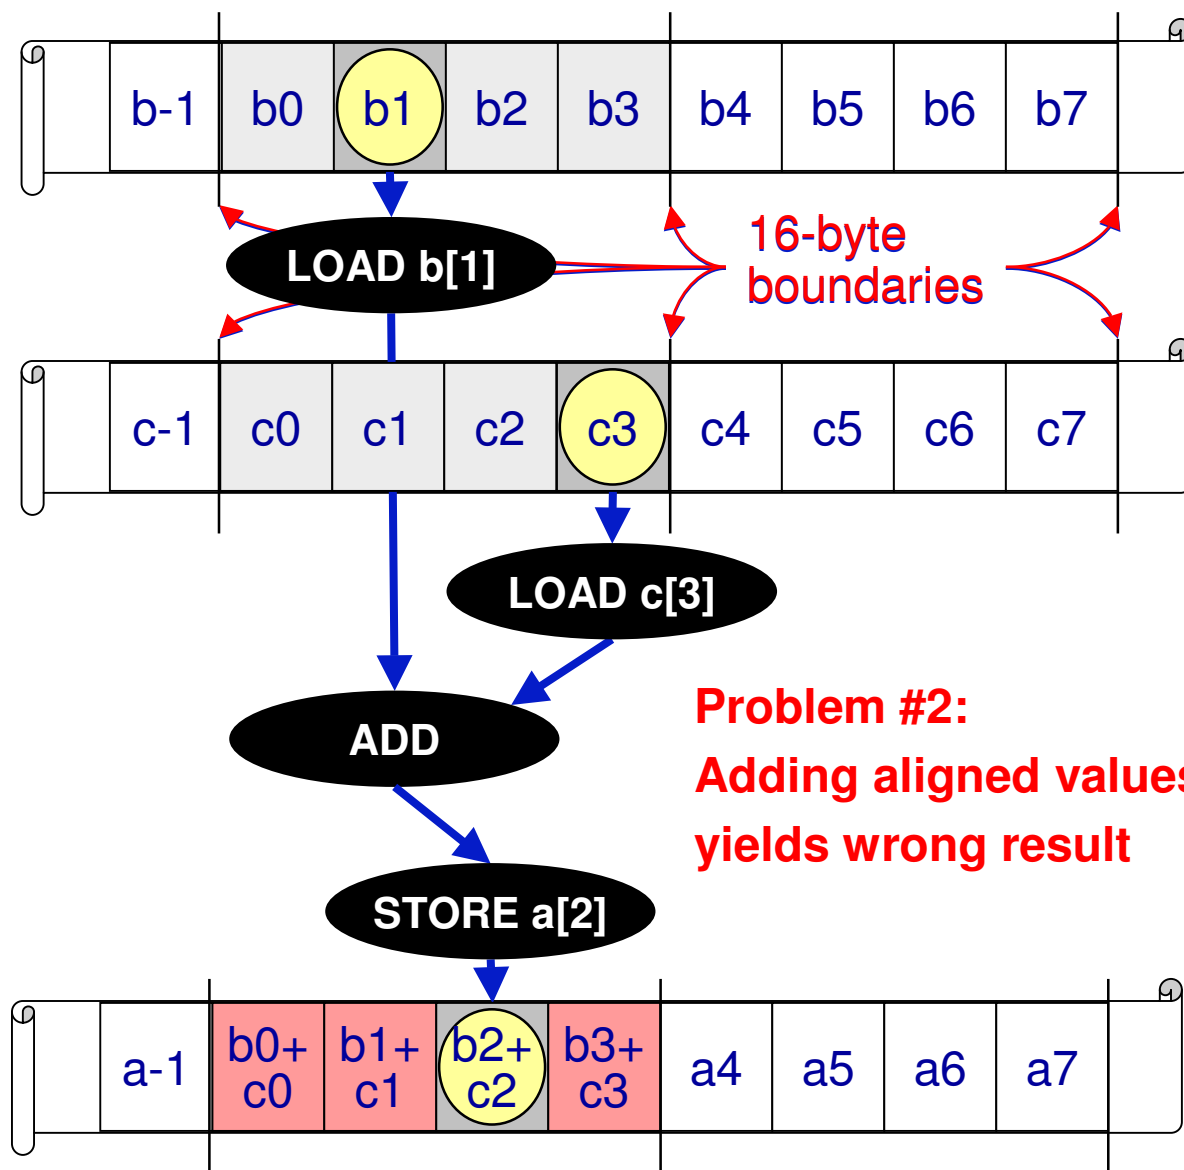 b-1 b0 b1 b2 b3 b4 b5 b6 b7
16-byte
boundaries
LOAD b[1]
c-1 c0 c1 c2 c3 c4 c5 c6 c7
LOAD c[3]
ADD
Problem #2:
Adding aligned values
yields wrong result
STORE a[2]
a-1 b0+ c0 b1+ c1 b2+ c2 b3+ c3 a4 a5 a6 a7